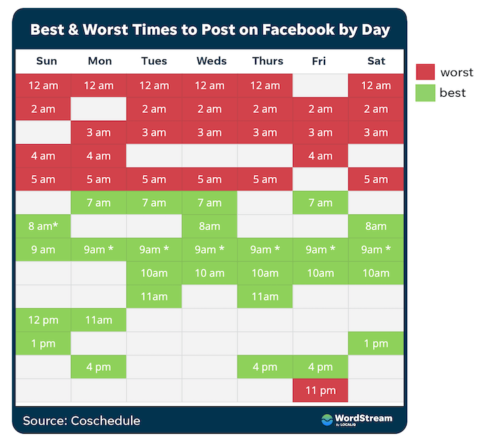 Best & Worst Times to Post on Facebook by Day
Sun Mon Tues Weds Thurs Fri Sat
worst
best
12 am 12 am 12 am 12 am 12 am 12 am
2 am 2 am 2 am 2 am 2 am 2 am
3 am 3 am 3 am 3 am 3 am 3 am
4 am 4 am 4 am
5 am 5 am 5 am 5 am 5 am 5 am
7 am 7 am 7 am 7 am
8 am* 8am 8am
9 am 9am * 9am * 9am * 9am * 9am * 9am *
10am 10 am 10am 10am 10am
11am 11am
12 pm 11am
1 pm 1 pm
4 pm 4 pm 4 pm
11 pm
Source: Coschedule
WordStream
by LOCALiQ